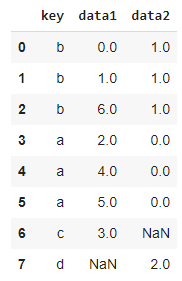 key data1 data2
0 b 0.0 1.0
1 b 1.0 1.0
2 b 6.0 1.0
3 a 2.0 0.0
4 a 4.0 0.0
5 a 5.0 0.0
6 c 3.0 NaN
7 d NaN 2.0